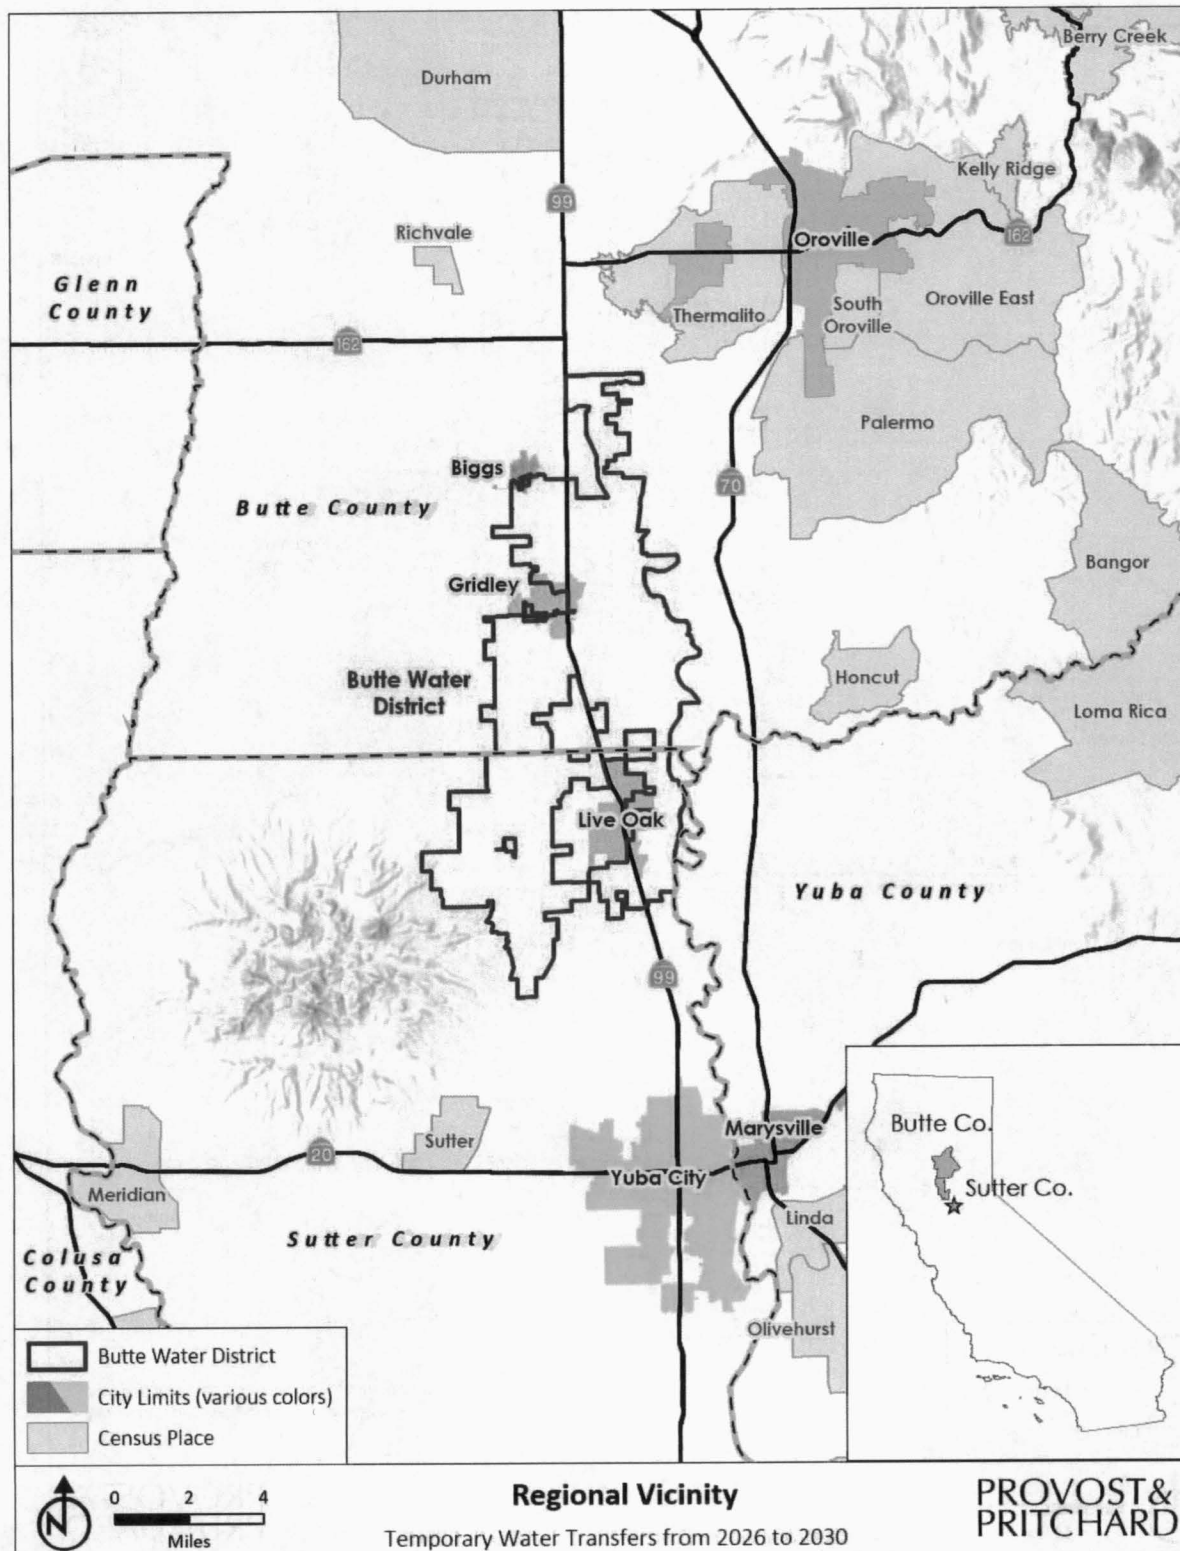 Berry Creek
Durham
Kelly Ridge
99
Richvale
162
Oroville
Glenn
County
Oroville East
South
Oroville
Thermalito
162
Palermo
Biggs
70
Butte County
Bangor
Gridley
Honcut
Butte Water
District
Loma Rica
Live Oak
Yuba County
99
Butte Co.
Marysville
Sutter
20
Yuba City
Sutter Co.
Meridian
Linda
Sutter County
Colusa
County
Olivehurst
Butte Water District
City Limits (various colors)
Census Place
N
0 2 4
Miles
Regional Vicinity
Temporary Water Transfers from 2026 to 2030
PROVOST&
PRITCHARD